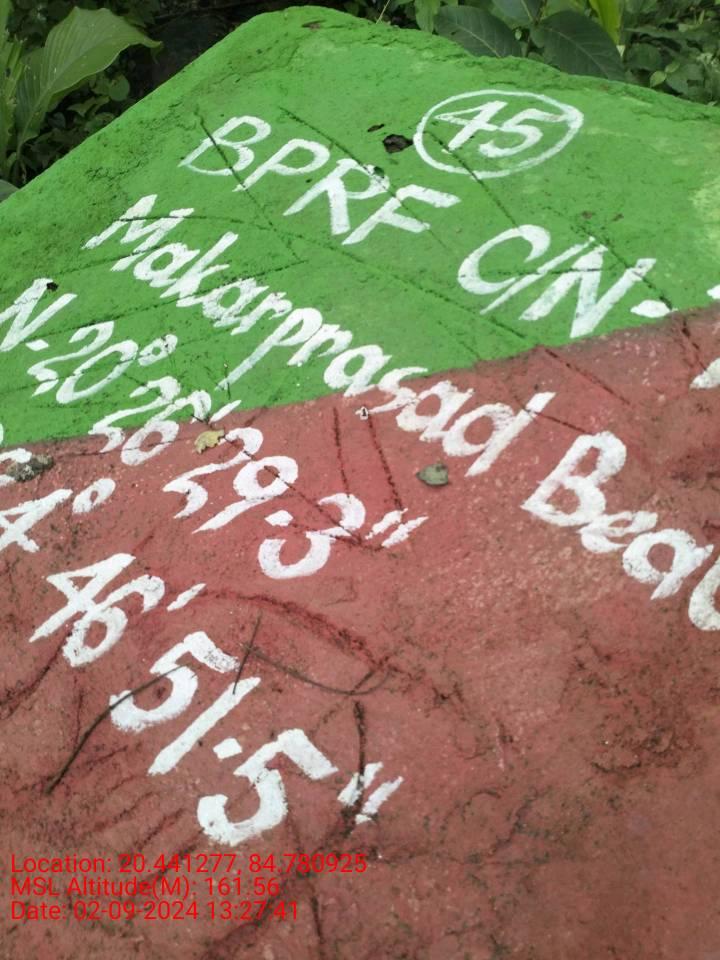 45
BPRF C/N-
Makarprasad Beat
N-20° 26' 29.3"
4° 46' 51.5"
Location: 20.441277, 84.780925
MSL Altitude(M): 161.56
Date: 02-09-2024 13:27:41